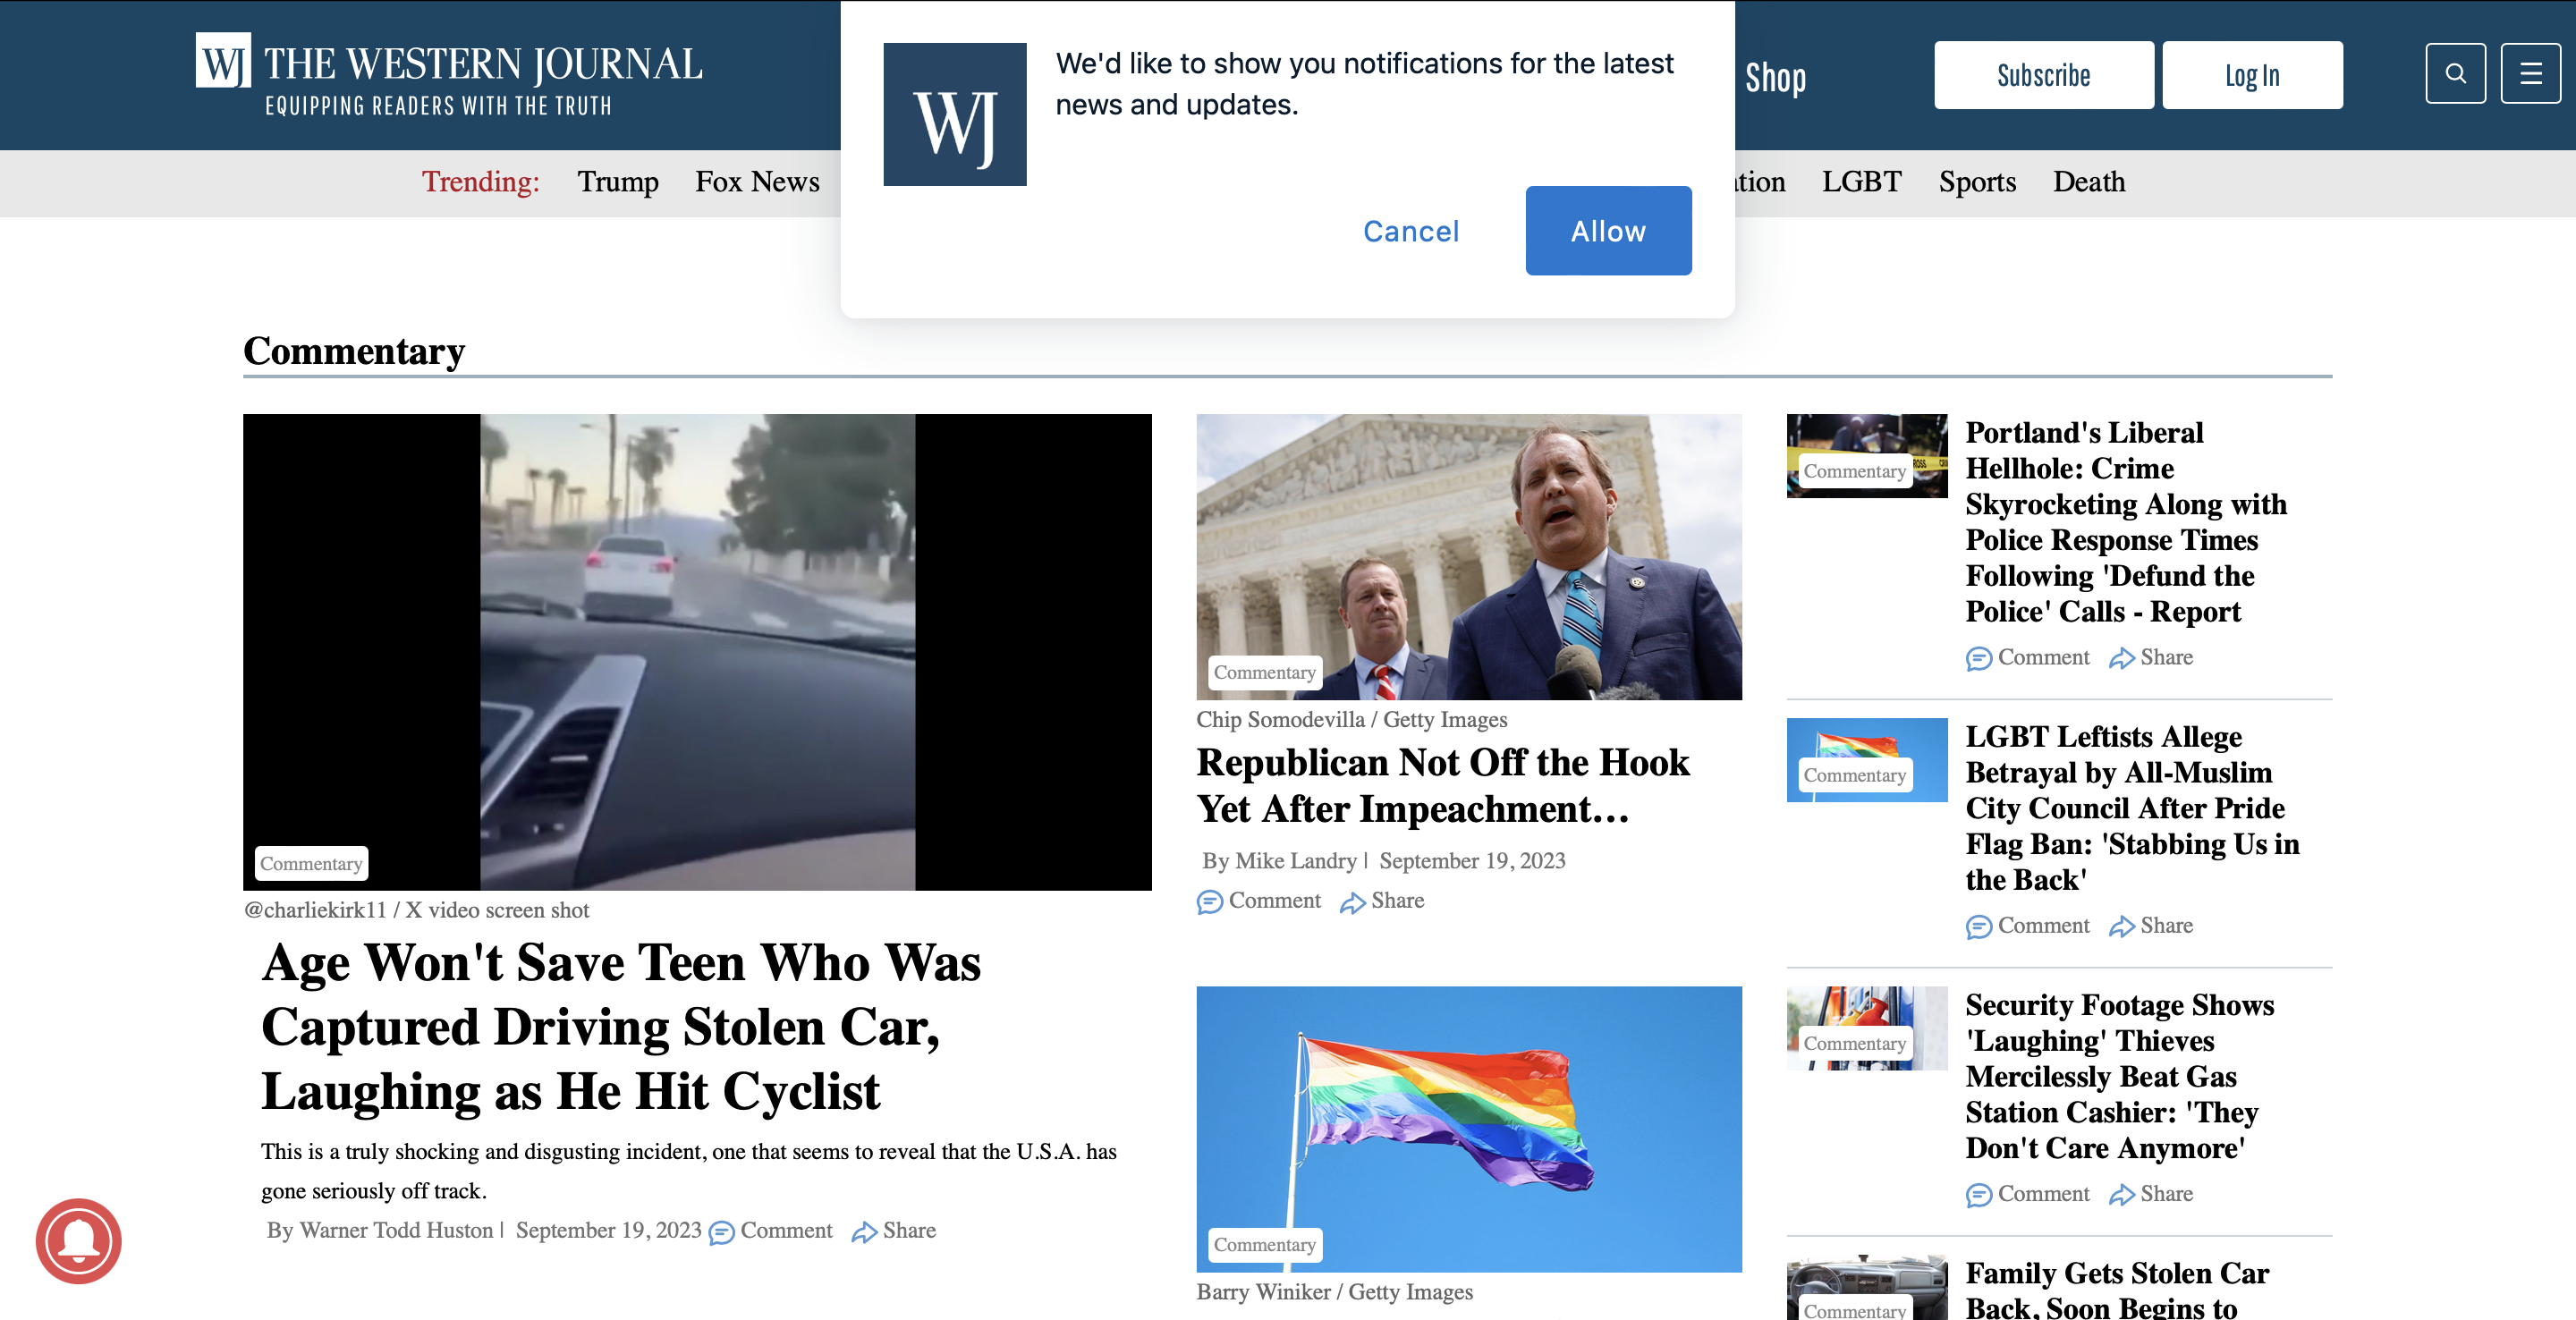 WJ THE WESTERN JOURNAL
EQUIPPING READERS WITH THE TRUTH
WJ
We'd like to show you notifications for the latest
news and updates.
Cancel
Allow
Shop
Subscribe
Log In
Trending:
Trump
Fox News
ation
LGBT
Sports
Death
Commentary
Commentary
@charliekirk11 / X video screen shot
Age Won't Save Teen Who Was
Captured Driving Stolen Car,
Laughing as He Hit Cyclist
This is a truly shocking and disgusting incident, one that seems to reveal that the U.S.A. has
gone seriously off track.
By Warner Todd Huston | September 19, 2023 Comment Share
Commentary
Chip Somodevilla / Getty Images
Republican Not Off the Hook
Yet After Impeachment...
By Mike Landry | September 19, 2023
Comment Share
Commentary
Barry Winiker / Getty Images
Commentary
Portland's Liberal
Hellhole: Crime
Skyrocketing Along with
Police Response Times
Following 'Defund the
Police' Calls - Report
Comment Share
Commentary
LGBT Leftists Allege
Betrayal by All-Muslim
City Council After Pride
Flag Ban: 'Stabbing Us in
the Back'
Comment Share
Commentary
Security Footage Shows
'Laughing' Thieves
Mercilessly Beat Gas
Station Cashier: 'They
Don't Care Anymore'
Comment Share
Commentary
Family Gets Stolen Car
Back, Soon Begins to